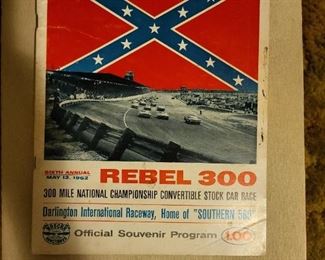 SIXTH ANNUAL
MAY 12, 1962
REBEL 300
300 MILE NATIONAL CHAMPIONSHIP CONVERTIBLE STOCK CAR RACE
Darlington International Raceway, Home of "SOUTHERN 500"
Official Souvenir Program
1.00